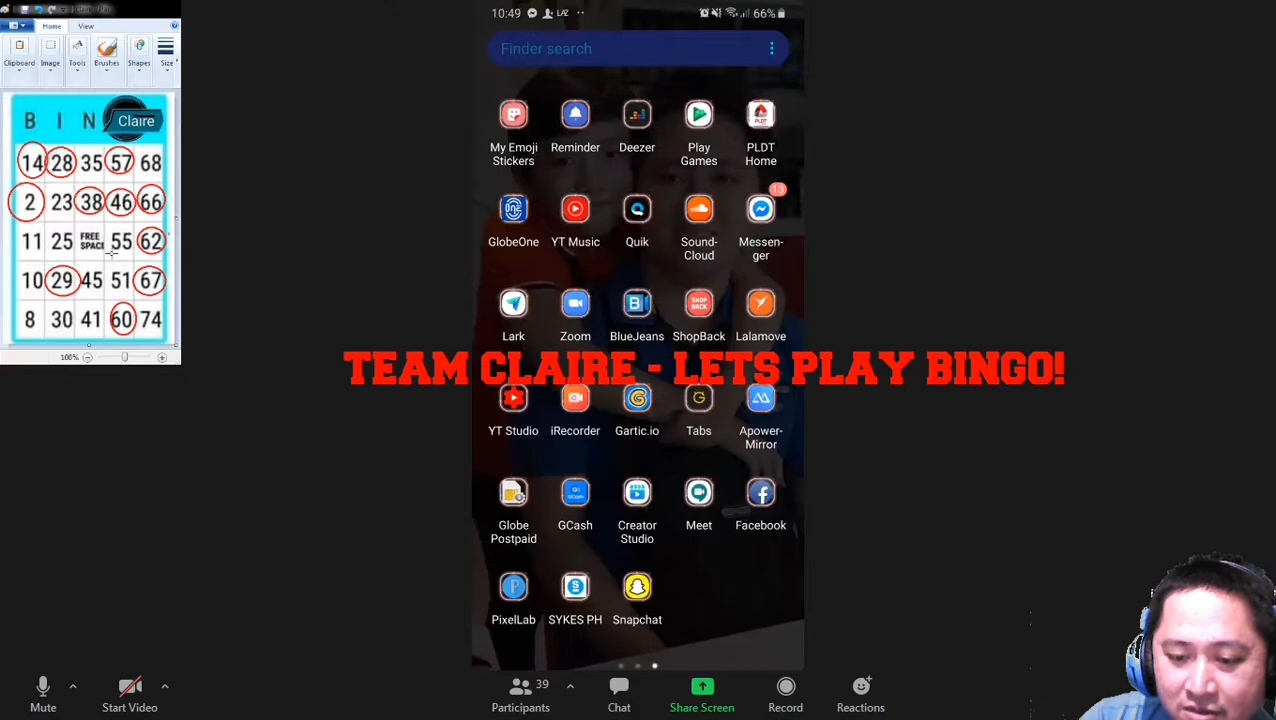 Home View
Clipboard Image Tools Brushes Shapes Size
B I N Claire
14 28 35 57 68
2 23 38 46 66
11 25 FREE SPACE 55 62
10 29 45 51 67
8 30 41 60 74
100%
10:49 LAZ 66%
Finder search
My Emoji Stickers Reminder Deezer Play Games PLDT Home
13
GlobeOne YT Music Quik Sound-Cloud Messen-ger
Lark Zoom BlueJeans ShopBack Lalamove
TEAM CLAIRE - LETS PLAY BINGO!
YT Studio iRecorder Gartic.io Tabs Apower-Mirror
Globe Postpaid GCash Creator Studio Meet Facebook
PixelLab SYKES PH Snapchat
39
Mute Start Video Participants Chat Share Screen Record Reactions